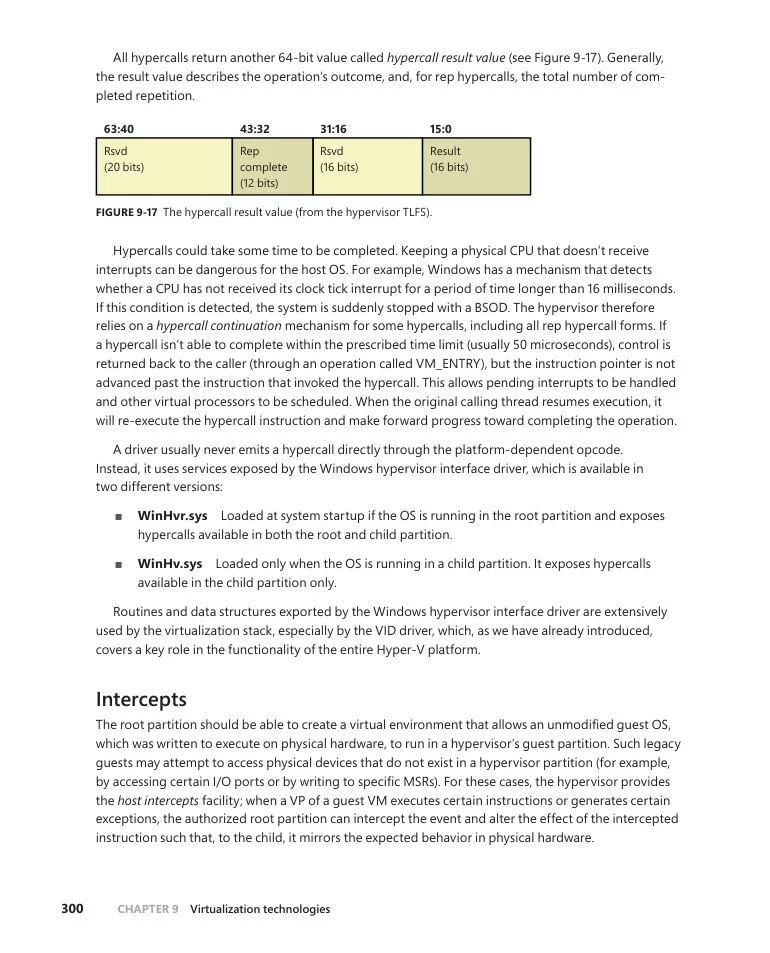 All hypercalls return another 64-bit value called hypercall result value (see Figure 9-17). Generally,
the result value describes the operation's outcome, and, for rep hypercalls, the total number of com-
pleted repetition.
63:40 43:32 31:16 15:0
Rsvd Rep Rsvd Result
(20 bits) complete (16 bits) (16 bits)
(12 bits)
FIGURE 9-17 The hypercall result value (from the hypervisor TLFS).
Hypercalls could take some time to be completed. Keeping a physical CPU that doesn't receive
interrupts can be dangerous for the host OS. For example, Windows has a mechanism that detects
whether a CPU has not received its clock tick interrupt for a period of time longer than 16 milliseconds.
If this condition is detected, the system is suddenly stopped with a BSOD. The hypervisor therefore
relies on a hypercall continuation mechanism for some hypercalls, including all rep hypercall forms. If
a hypercall isn't able to complete within the prescribed time limit (usually 50 microseconds), control is
returned back to the caller (through an operation called VM_ENTRY), but the instruction pointer is not
advanced past the instruction that invoked the hypercall. This allows pending interrupts to be handled
and other virtual processors to be scheduled. When the original calling thread resumes execution, it
will re-execute the hypercall instruction and make forward progress toward completing the operation.
A driver usually never emits a hypercall directly through the platform-dependent opcode.
Instead, it uses services exposed by the Windows hypervisor interface driver, which is available in
two different versions:
■ WinHvr.sys Loaded at system startup if the OS is running in the root partition and exposes
hypercalls available in both the root and child partition.
■ WinHv.sys Loaded only when the OS is running in a child partition. It exposes hypercalls
available in the child partition only.
Routines and data structures exported by the Windows hypervisor interface driver are extensively
used by the virtualization stack, especially by the VID driver, which, as we have already introduced,
covers a key role in the functionality of the entire Hyper-V platform.
Intercepts
The root partition should be able to create a virtual environment that allows an unmodified guest OS,
which was written to execute on physical hardware, to run in a hypervisor's guest partition. Such legacy
guests may attempt to access physical devices that do not exist in a hypervisor partition (for example,
by accessing certain I/O ports or by writing to specific MSRs). For these cases, the hypervisor provides
the host intercepts facility; when a VP of a guest VM executes certain instructions or generates certain
exceptions, the authorized root partition can intercept the event and alter the effect of the intercepted
instruction such that, to the child, it mirrors the expected behavior in physical hardware.
300 CHAPTER 9 Virtualization technologies